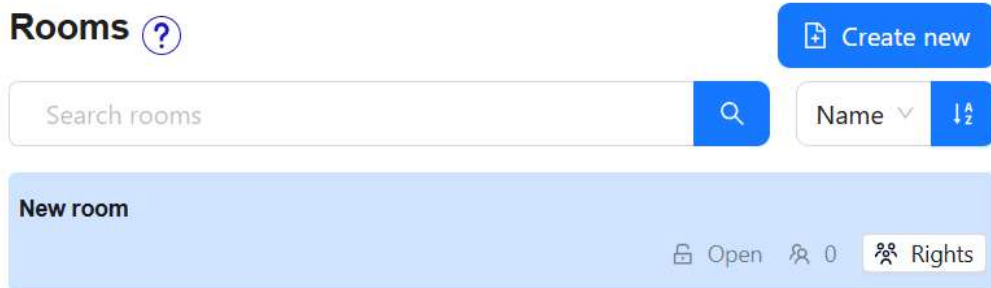 Rooms ?
Create new
Search rooms
Name
New room
Open 0 Rights